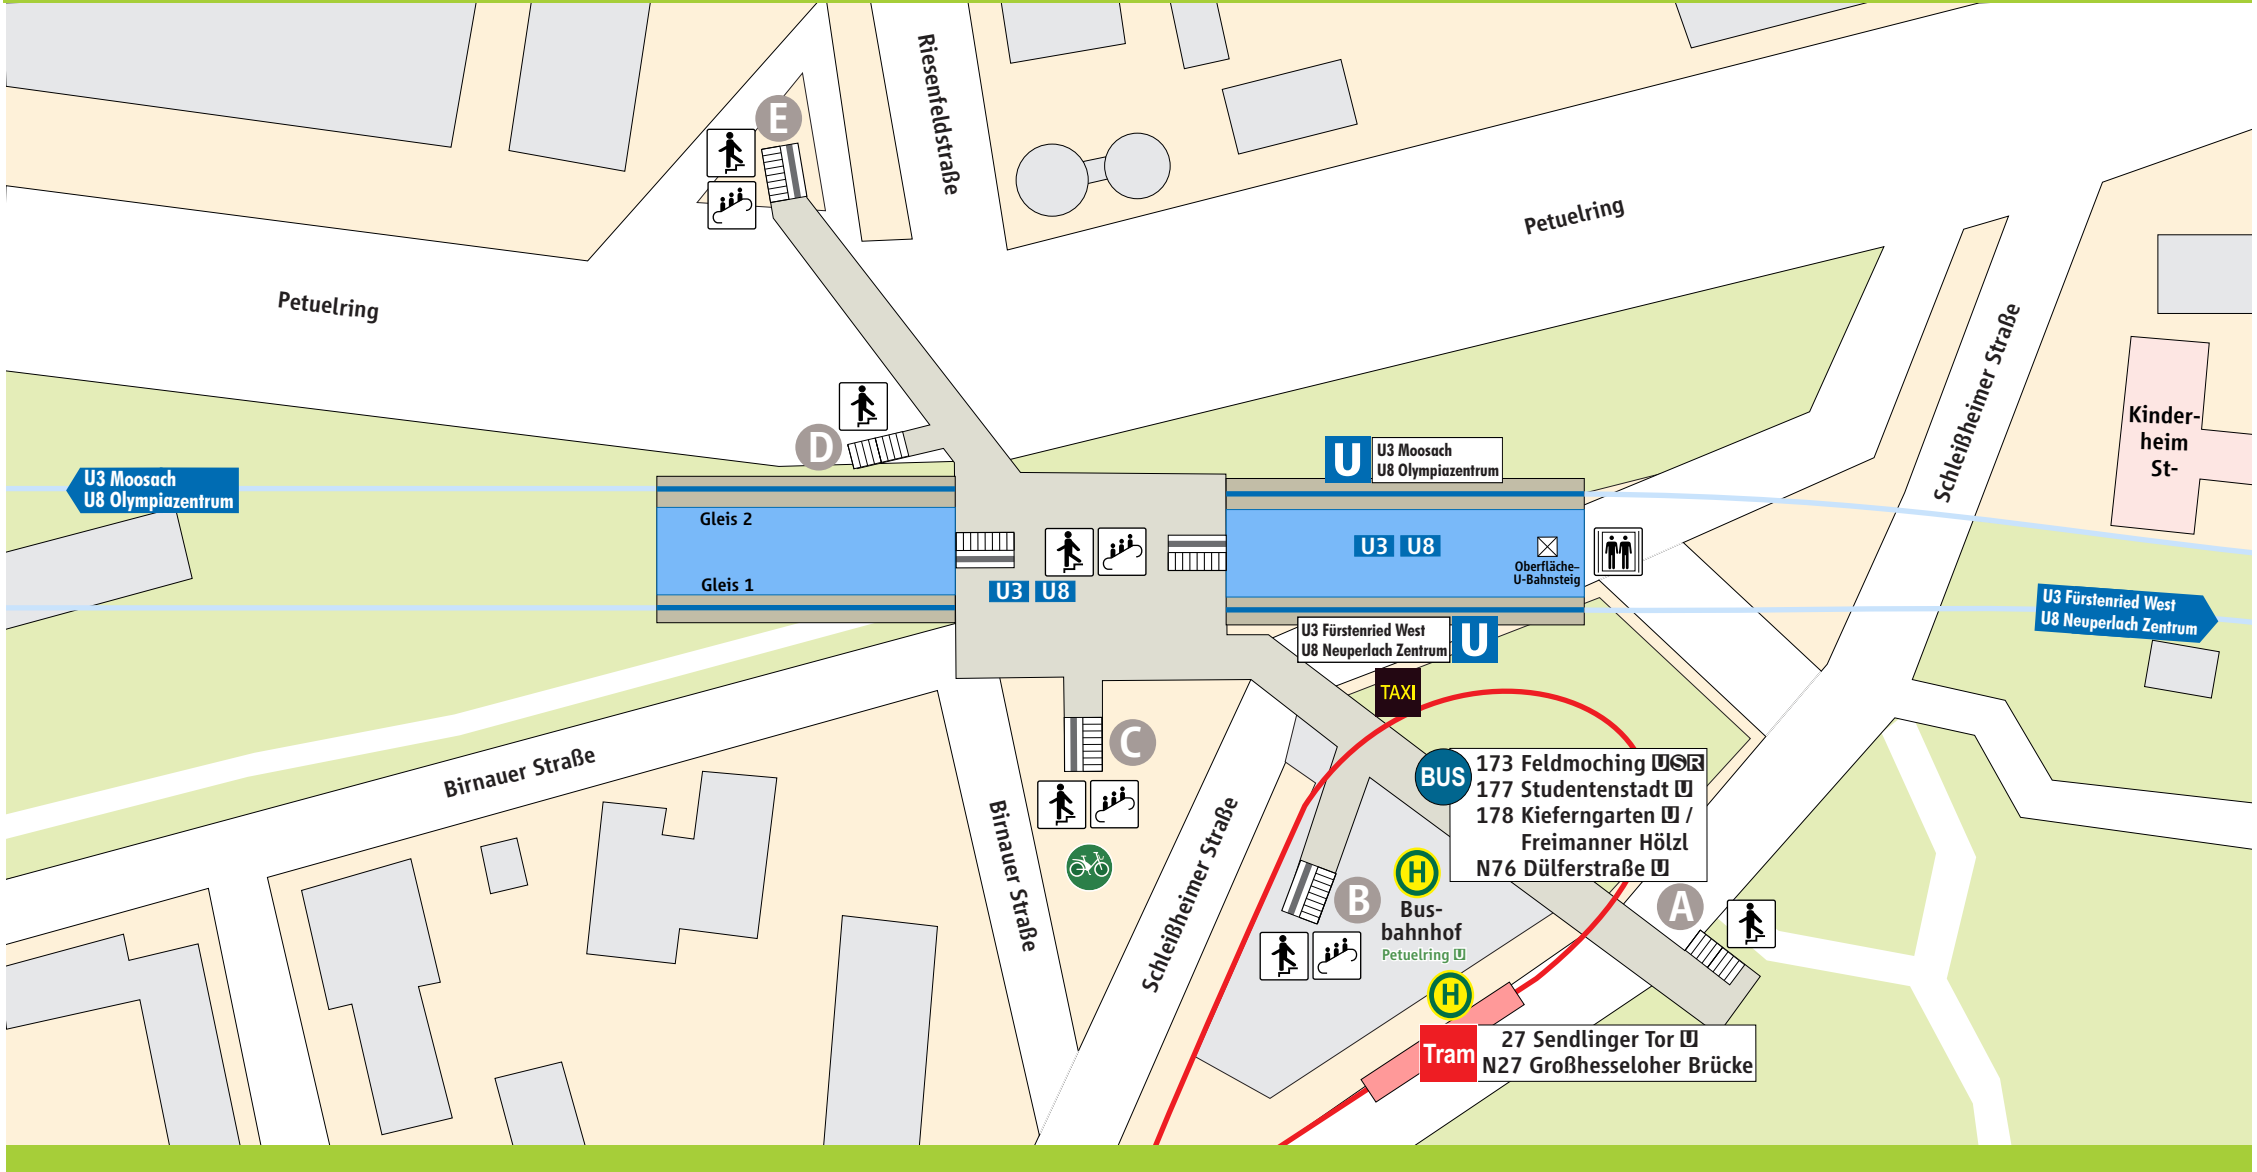 Riesenfeldstraße
E
Petuelring
Petuelring
Schleißheimer Straße
Kinder-
heim
St-
D
U3 Moosach
U8 Olympiazentrum
U
U3 Moosach
U8 Olympiazentrum
Gleis 2
Gleis 1
U3 U8
U3 U8
Oberfläche-
U-Bahnsteig
U3 Fürstenried West
U8 Neuperlach Zentrum
U3 Fürstenried West
U8 Neuperlach Zentrum
U
TAXI
C
Birnauer Straße
Birnauer Straße
Schleißheimer Straße
BUS
173 Feldmoching U S R
177 Studentenstadt U
178 Kieferngarten U /
Freimanner Hölzl
N76 Dülferstraße U
H
B
A
Bus-
bahnhof
Petuelring U
H
Tram
27 Sendlinger Tor U
N27 Großhesseloher Brücke